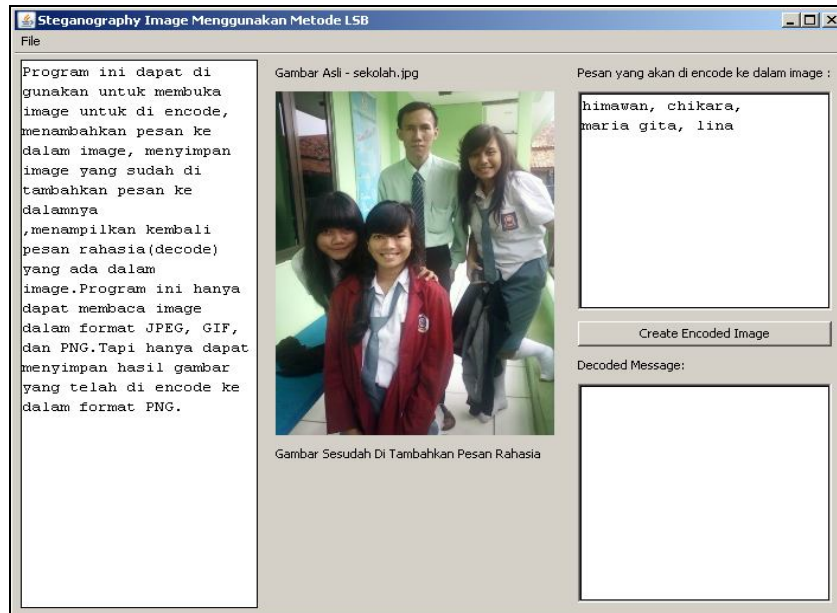 Steganography Image Menggunakan Metode LSB
File
Program ini dapat di
gunakan untuk membuka
image untuk di encode,
menambahkan pesan ke
dalam image, menyimpan
image yang sudah di
tambahkan pesan ke
dalamnya
,menampilkan kembali
pesan rahasia(decode)
yang ada dalam
image.Program ini hanya
dapat membaca image
dalam format JPEG, GIF,
dan PNG.Tapi hanya dapat
menyimpan hasil gambar
yang telah di encode ke
dalam format PNG.
Gambar Asli - sekolah.jpg
Gambar Sesudah Di Tambahkan Pesan Rahasia
Pesan yang akan di encode ke dalam image :
himawan, chikara,
maria gita, lina
Create Encoded Image
Decoded Message: